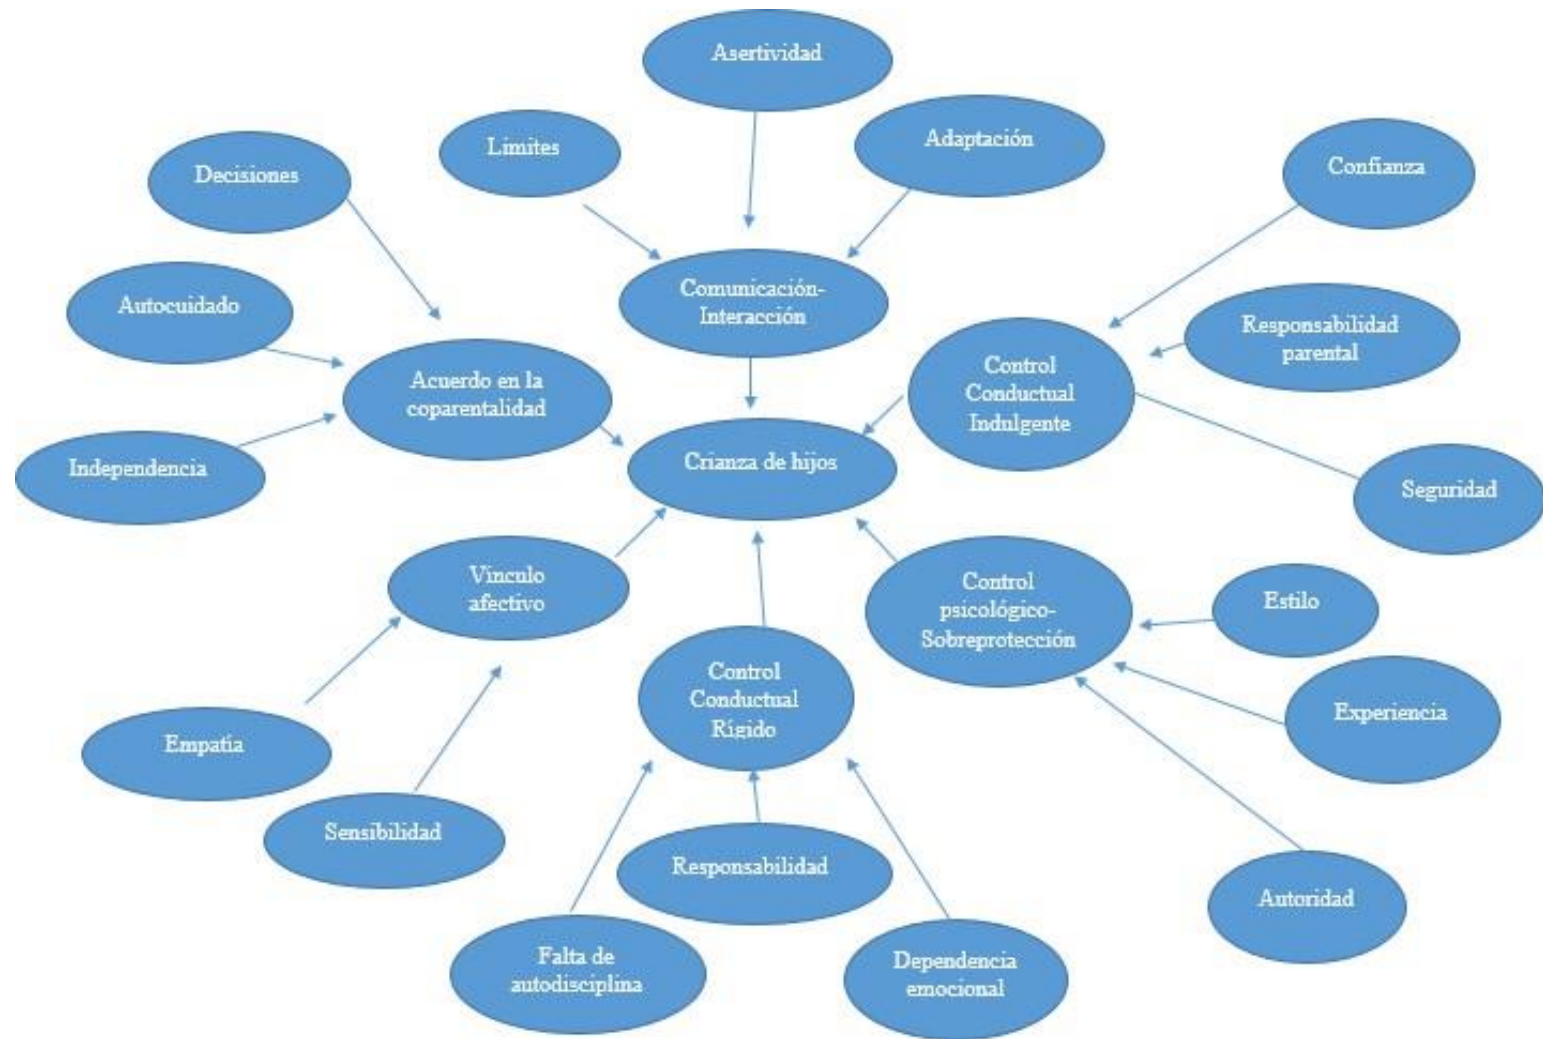 Asertividad
Limites
Adaptación
Decisiones
Confianza
Autocuidado
Comunicación-
Interacción
Responsabilidad
parental
Acuerdo en la
coparentalidad
Control
Conductual
Indulgente
Independencia
Crianza de hijos
Seguridad
Vinculo
afectivo
Control
psicológico-
Sobreprotección
Estilo
Empatía
Control
Conductual
Rígido
Experiencia
Sensibilidad
Responsabilidad
Autoridad
Falta de
autodisciplina
Dependencia
emocional